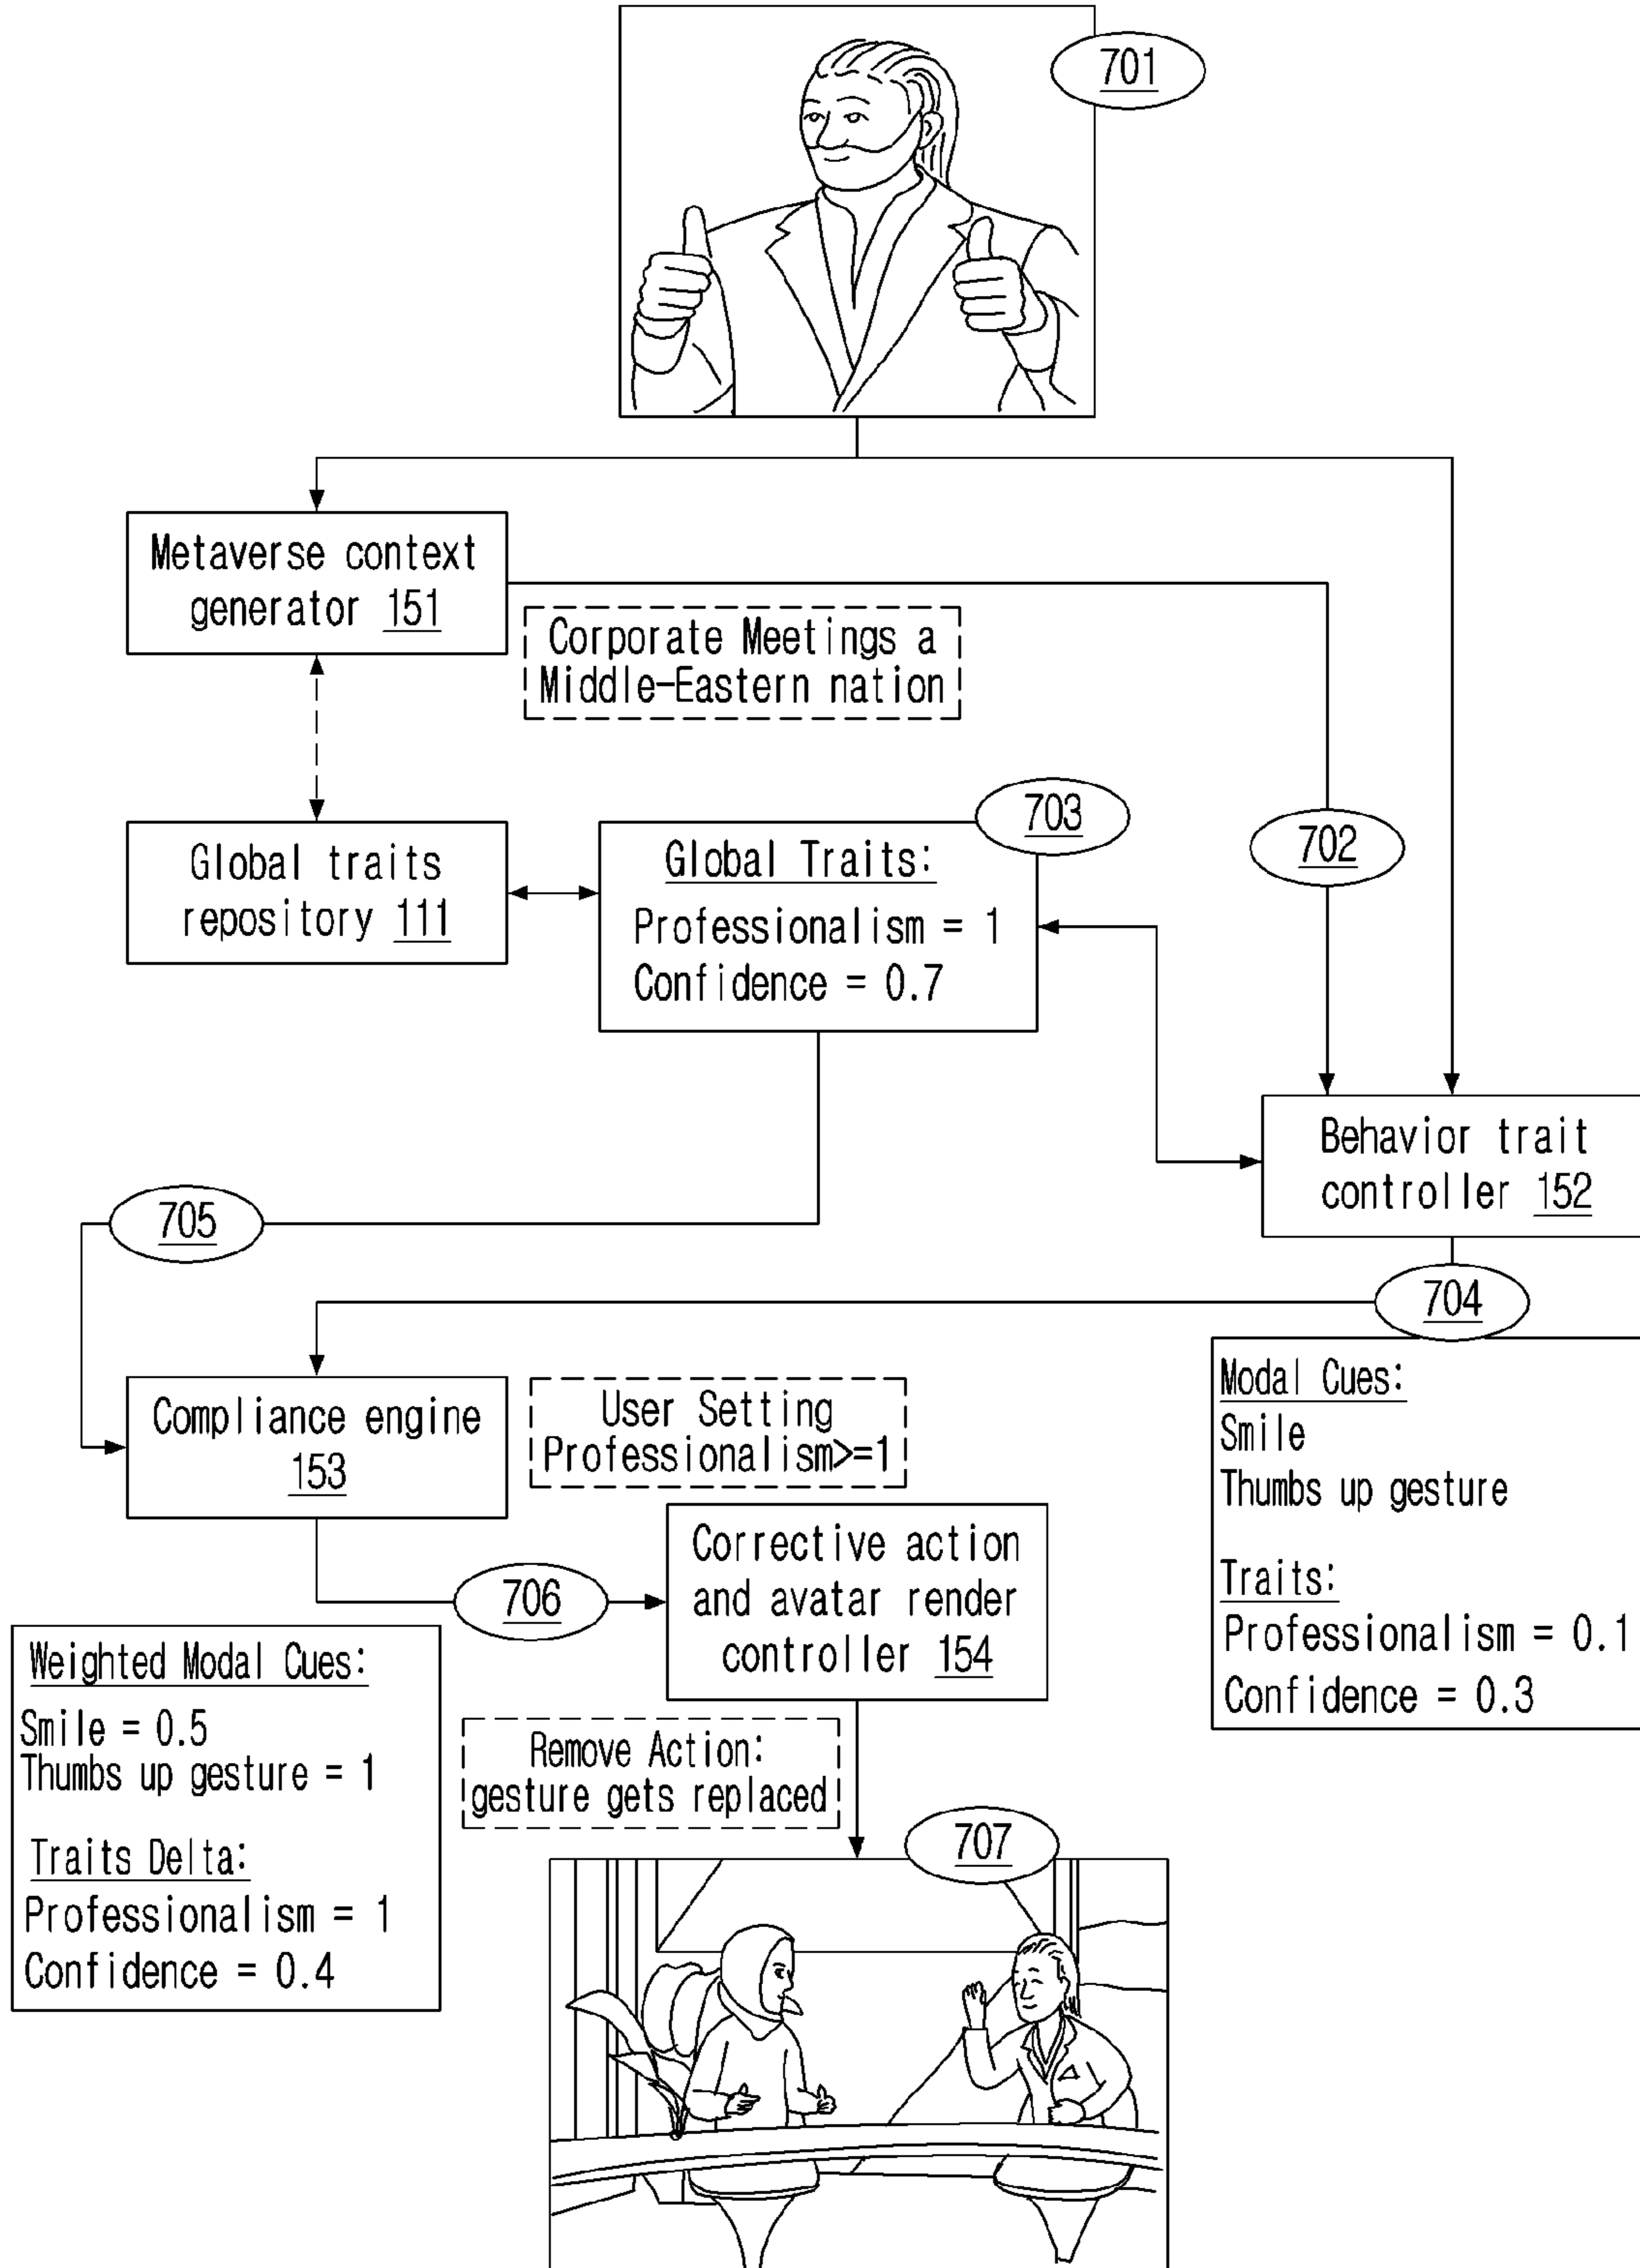 701
Metaverse context
generator 151
Corporate Meetings a
Middle-Eastern nation
703
702
Global traits
repository 111
Global Traits:
Professionalism = 1
Confidence = 0.7
Behavior trait
controller 152
705
704
Compliance engine
153
User Setting
Professionalism>=1
Modal Cues:
Smile
Thumbs up gesture
Traits:
Professionalism = 0.1
Confidence = 0.3
706
Corrective action
and avatar render
controller 154
Weighted Modal Cues:
Smile = 0.5
Thumbs up gesture = 1
Traits Delta:
Professionalism = 1
Confidence = 0.4
Remove Action:
gesture gets replaced
707